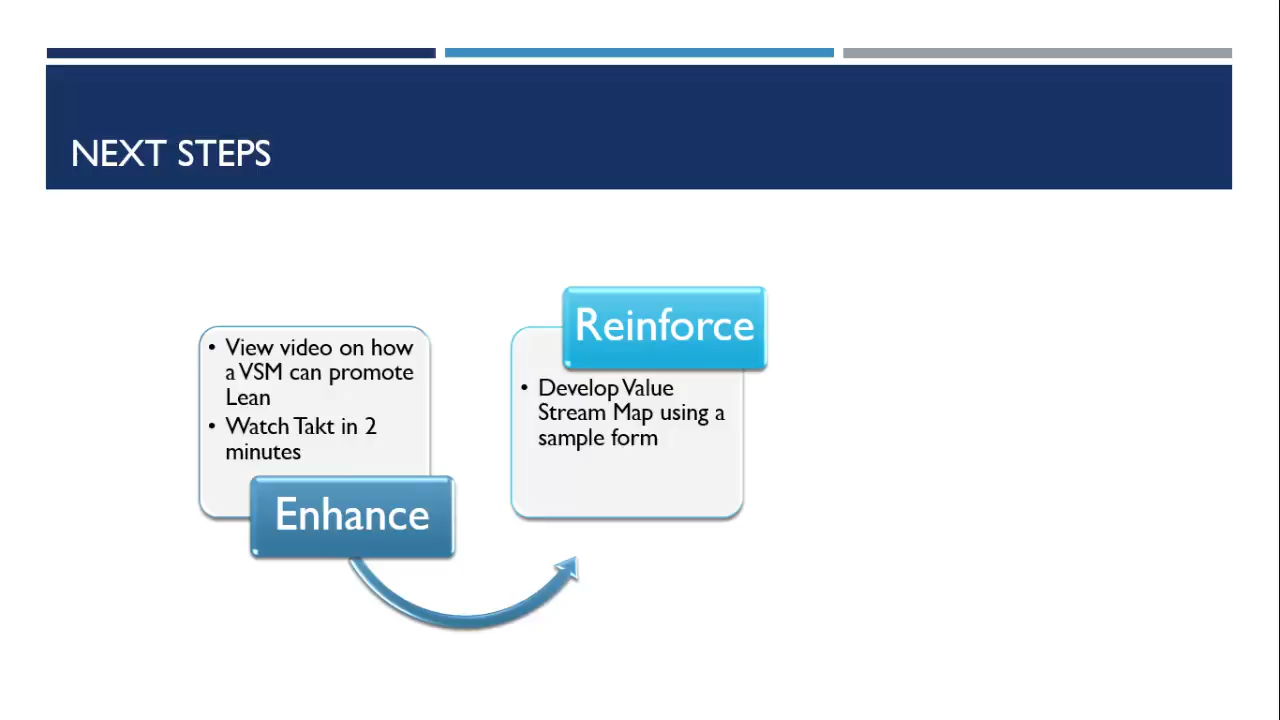 NEXT STEPS
• View video on how
a VSM can promote
Lean
• Watch Takt in 2
minutes
Enhance
Reinforce
• Develop Value
Stream Map using a
sample form